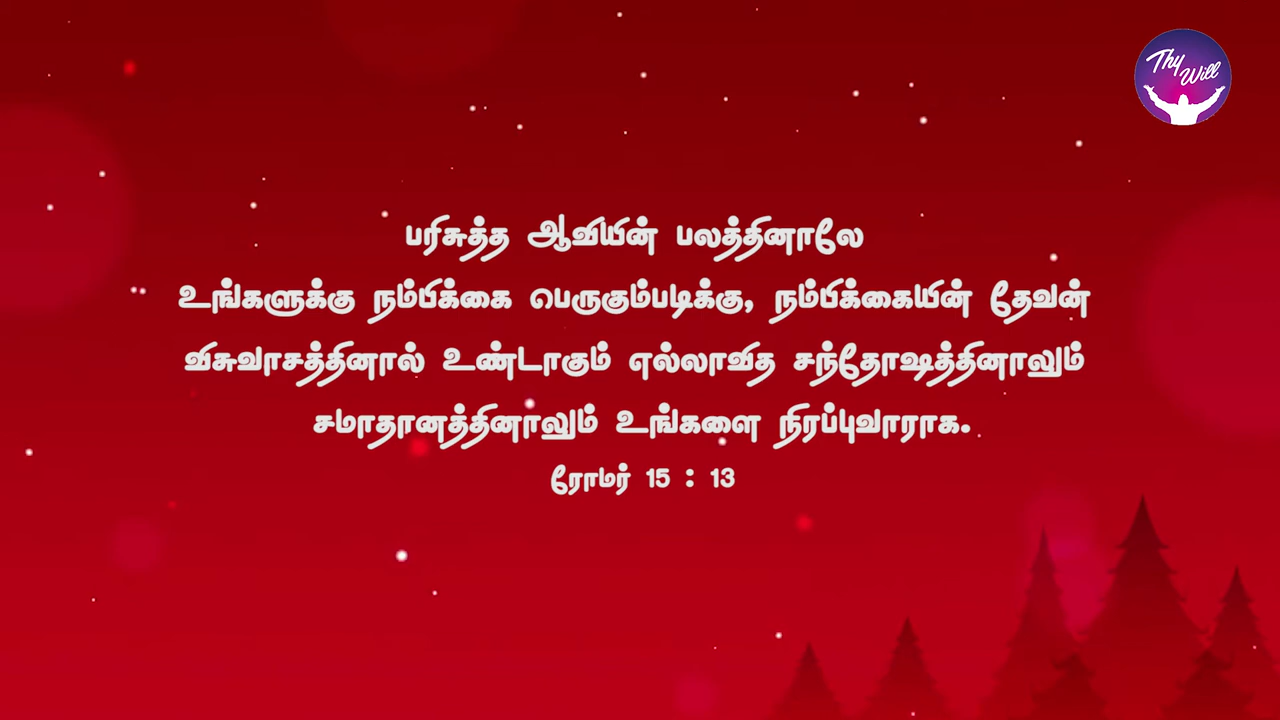 Thy Will
பரிசுத்த ஆவியின் பலத்தினாலே
உங்களுக்கு நம்பிக்கை பெருகும்படிக்கு, நம்பிக்கையின் தேவன்
விசுவாசத்தினால் உண்டாகும் எல்லாவித சந்தோஷத்தினாலும்
சமாதானத்தினாலும் உங்களை நிரப்புவாராக.
ரோமர் 15 : 13